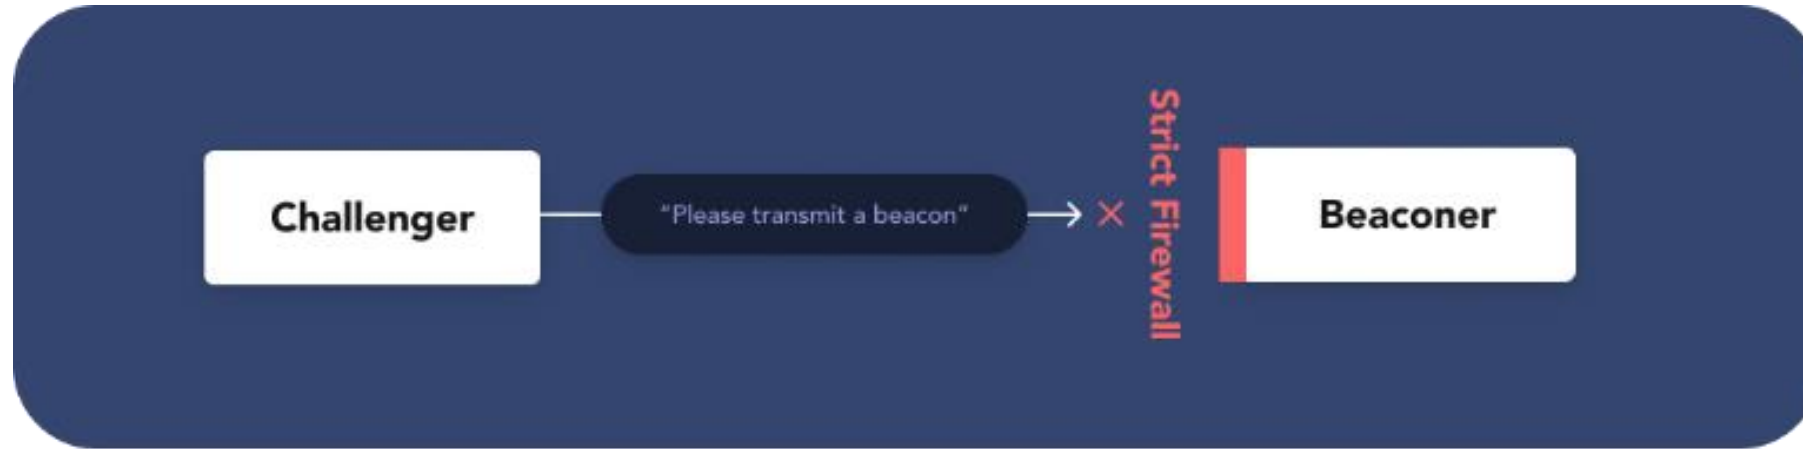 Challenger
“Please transmit a beacon”
Strict Firewall
Beaconer